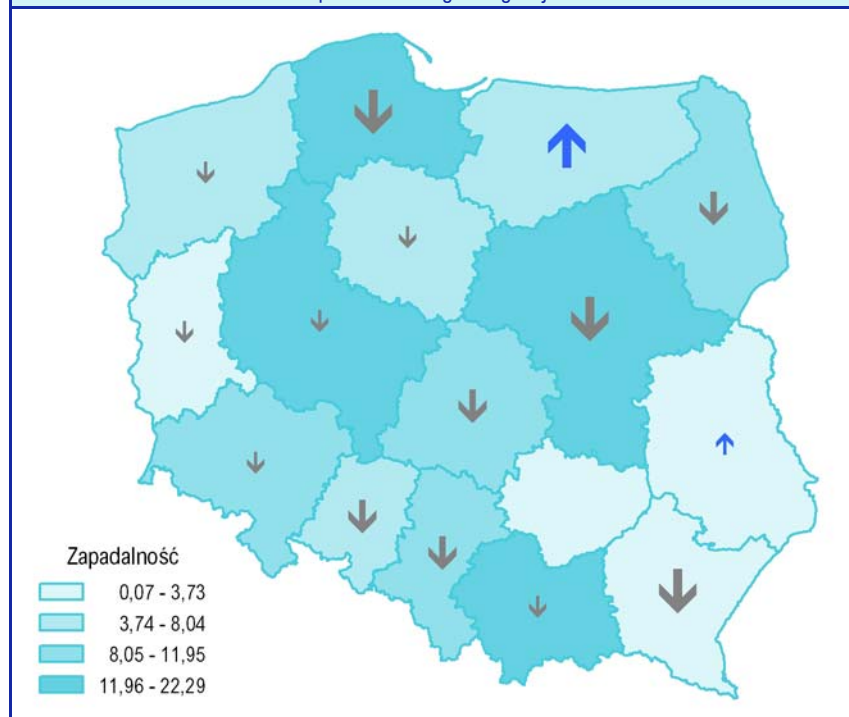 Zapadalność
0,07 - 3,73
3,74 - 8,04
8,05 - 11,95
11,96 - 22,29